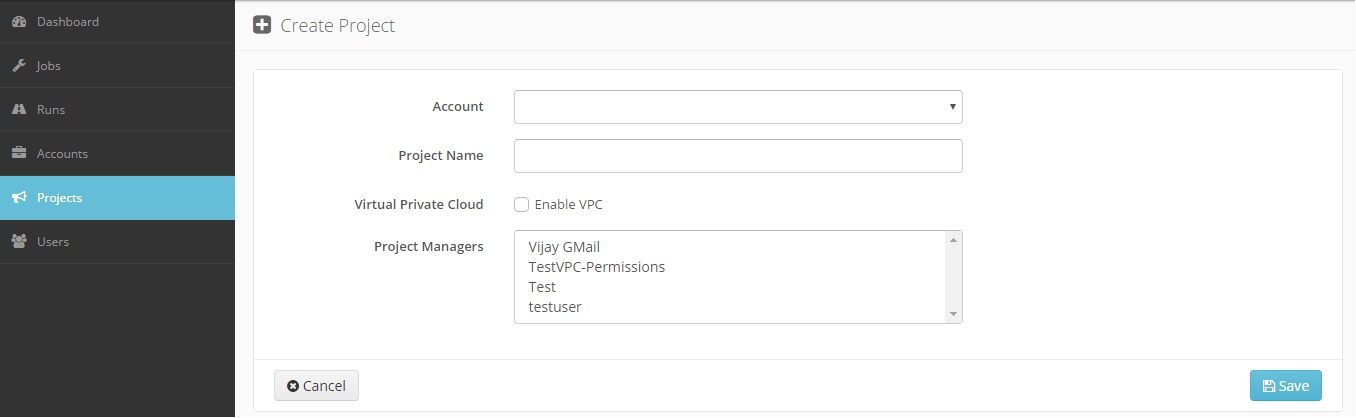 Dashboard
Jobs
Runs
Accounts
Projects
Users
Create Project
Account
Project Name
Virtual Private Cloud
Enable VPC
Project Managers
Vijay GMail
TestVPC-Permissions
Test
testuser
Cancel
Save